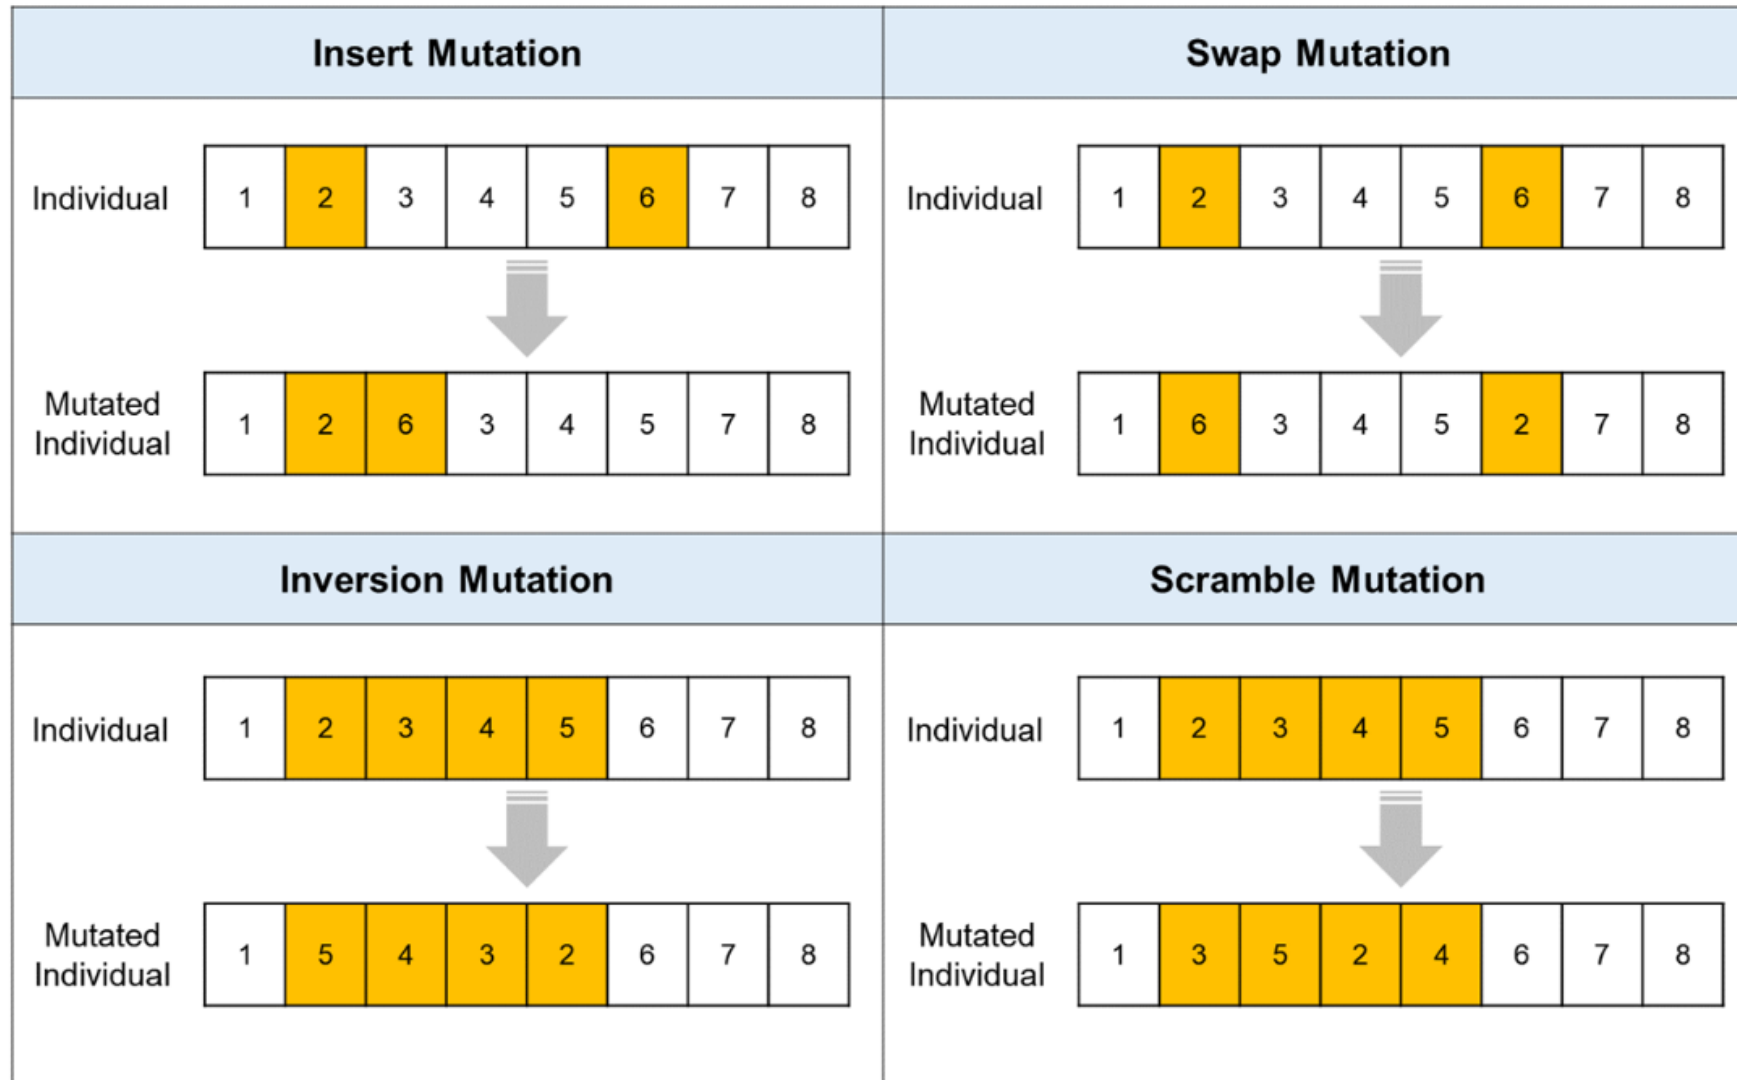 Insert Mutation
Swap Mutation
Individual
1 2 3 4 5 6 7 8
Individual
1 2 3 4 5 6 7 8
Mutated
Individual
1 2 6 3 4 5 7 8
Mutated
Individual
1 6 3 4 5 2 7 8
Inversion Mutation
Scramble Mutation
Individual
1 2 3 4 5 6 7 8
Individual
1 2 3 4 5 6 7 8
Mutated
Individual
1 5 4 3 2 6 7 8
Mutated
Individual
1 3 5 2 4 6 7 8